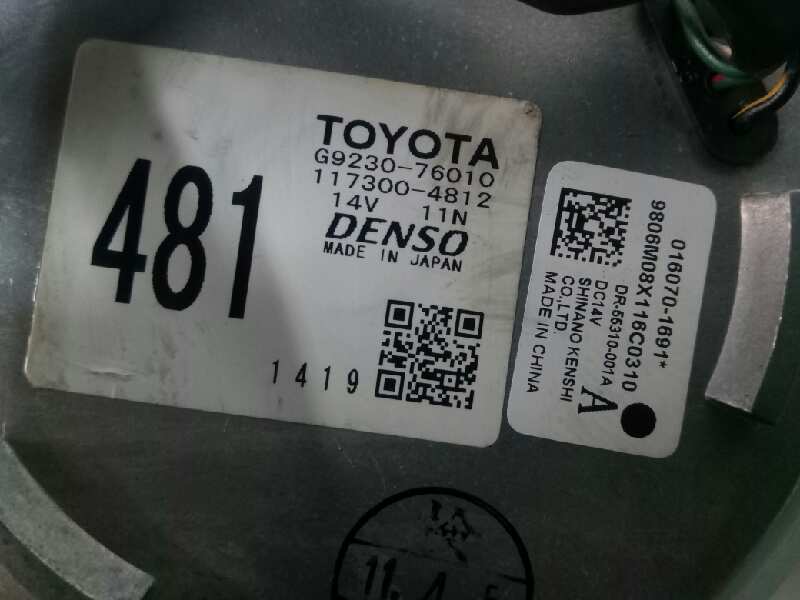 TOYOTA
G9230-76010
117300-4812
14V 11N
DENSO
MADE IN JAPAN
481
1419
016070-1691*
9806M08X116C0310
DR-55310-001A
DC14V
SHINANO KENSHI
CO.,LTD.
MADE IN CHINA
A
11.4.